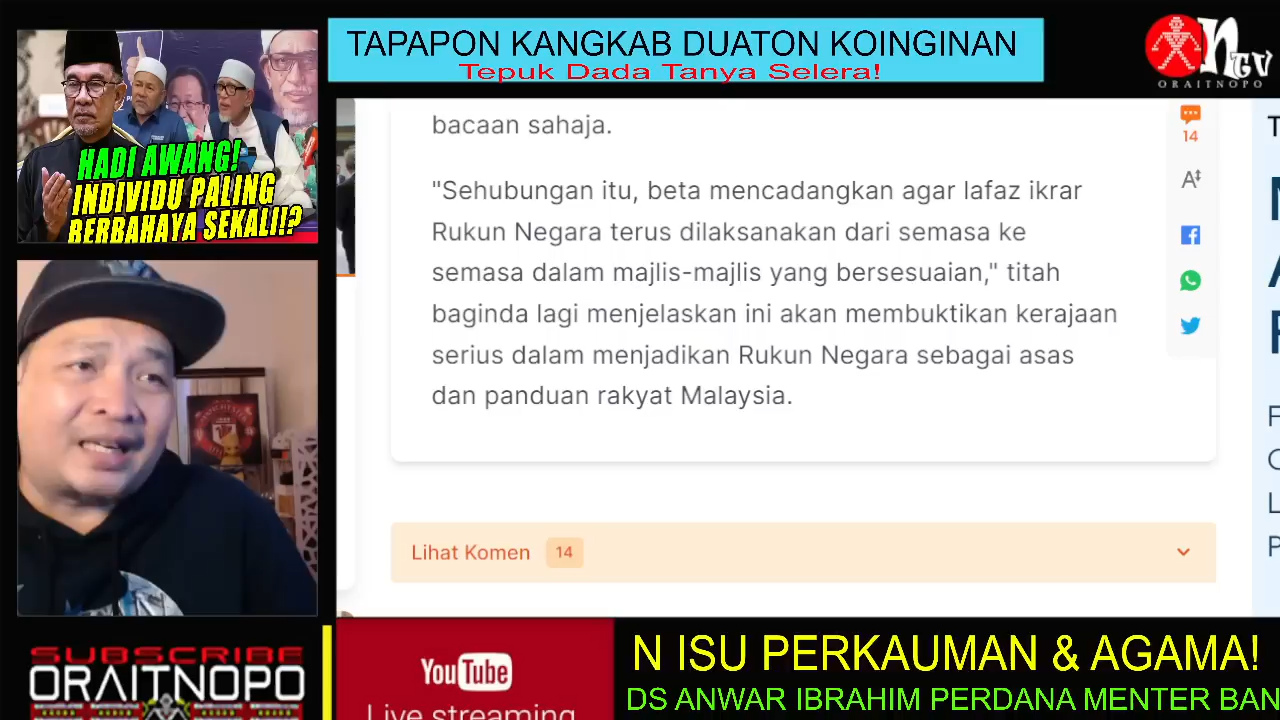 TAPAPON KANGKAB DUATON KOINGINAN
Tepuk Dada Tanya Selera!
nTV
ORAITNOPO
HADI AWANG!
INDIVIDU PALING
BERBAHAYA SEKALI!?
bacaan sahaja.
"Sehubungan itu, beta mencadangkan agar lafaz ikrar
Rukun Negara terus dilaksanakan dari semasa ke
semasa dalam majlis-majlis yang bersesuaian," titah
baginda lagi menjelaskan ini akan membuktikan kerajaan
serius dalam menjadikan Rukun Negara sebagai asas
dan panduan rakyat Malaysia.
14
A
Lihat Komen 14
SUBSCRIBE
ORAITNOPO
YouTube
Live streaming
N ISU PERKAUMAN & AGAMA!
DS ANWAR IBRAHIM PERDANA MENTER BAN